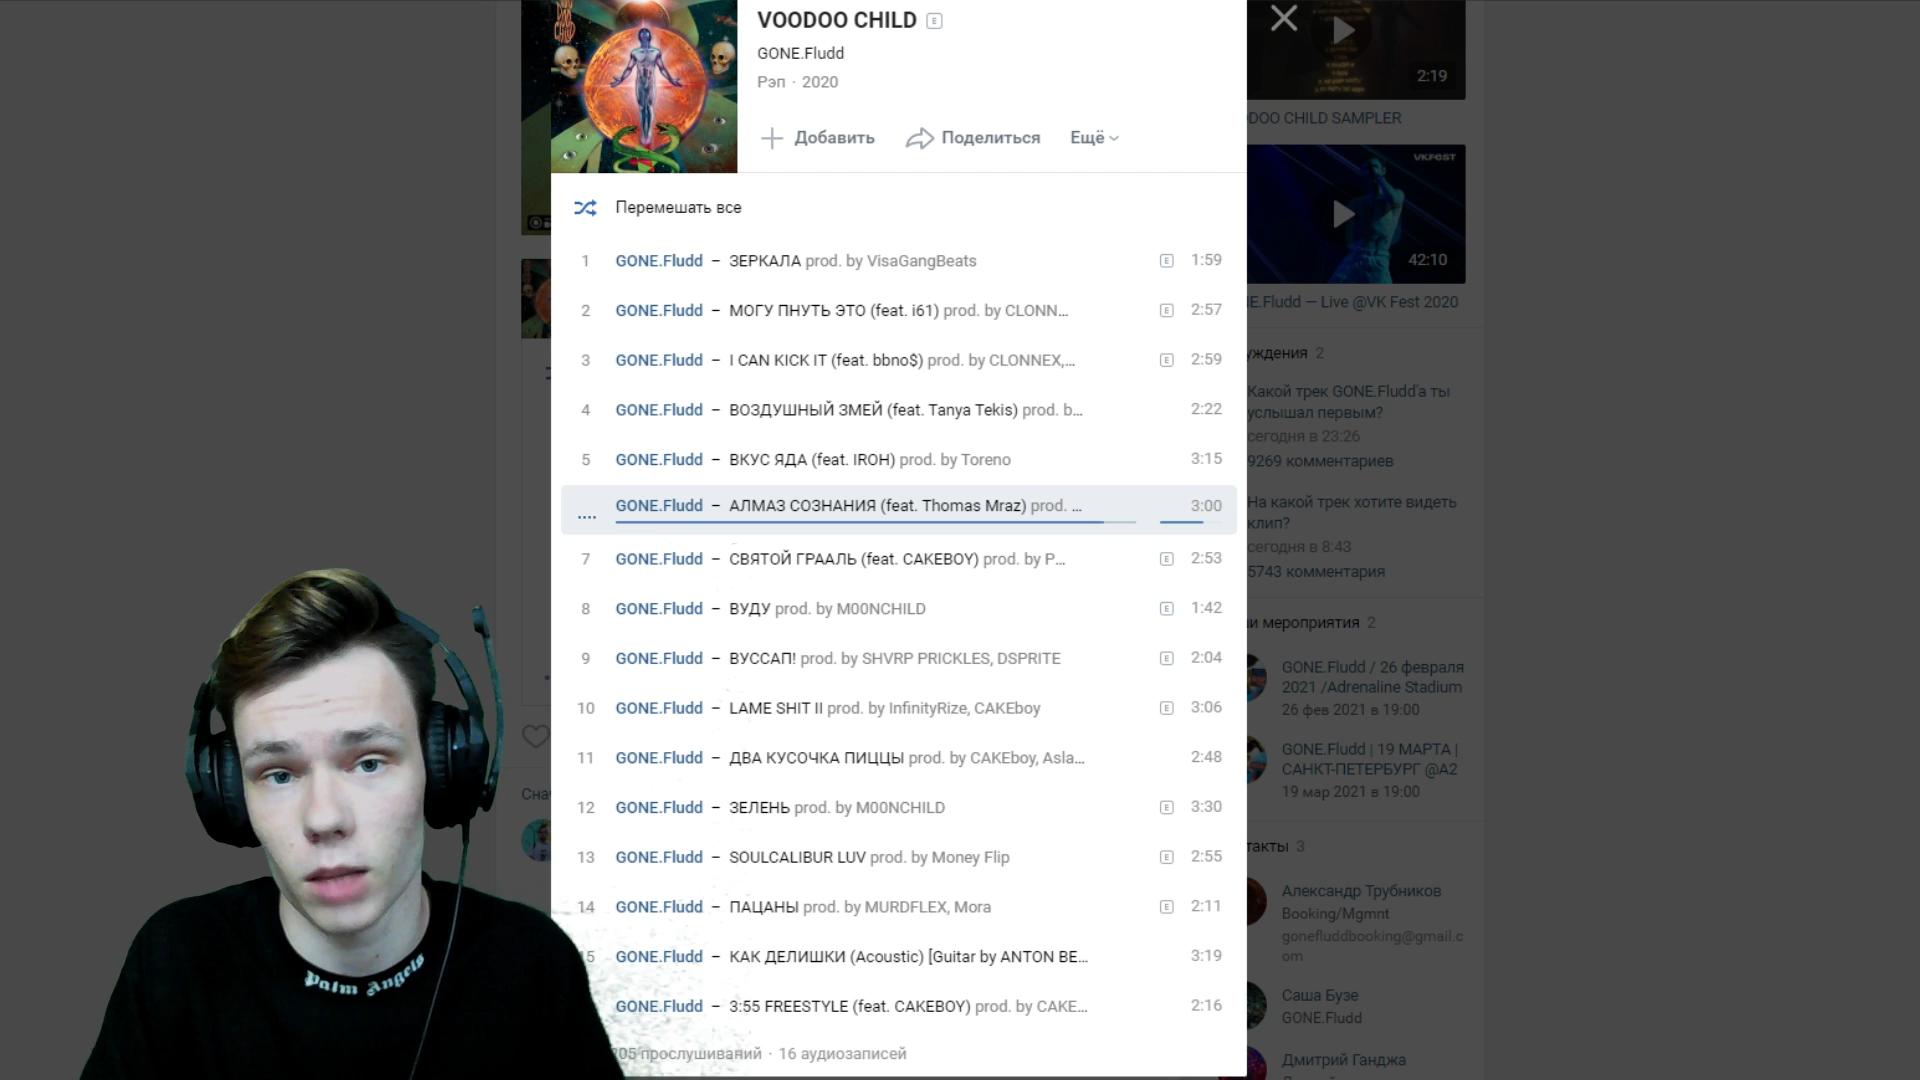 VOODOO CHILD E
GONE.Fludd
Рэп · 2020
Добавить
Поделиться
Ещё
Перемешать все
1 GONE.Fludd – ЗЕРКАЛА prod. by VisaGangBeats E 1:59
2 GONE.Fludd – МОГУ ПНУТЬ ЭТО (feat. i61) prod. by CLONN... E 2:57
3 GONE.Fludd – I CAN KICK IT (feat. bbno$) prod. by CLONNEX,... E 2:59
4 GONE.Fludd – ВОЗДУШНЫЙ ЗМЕЙ (feat. Tanya Tekis) prod. b... 2:22
5 GONE.Fludd – ВКУС ЯДА (feat. IROH) prod. by Toreno 3:15
GONE.Fludd – АЛМАЗ СОЗНАНИЯ (feat. Thomas Mraz) prod. ... 3:00
7 GONE.Fludd – СВЯТОЙ ГРААЛЬ (feat. CAKEBOY) prod. by P... E 2:53
8 GONE.Fludd – ВУДУ prod. by M00NCHILD E 1:42
9 GONE.Fludd – ВУССАП! prod. by SHVRP PRICKLES, DSPRITE E 2:04
10 GONE.Fludd – LAME SHIT II prod. by InfinityRize, CAKEboy E 3:06
11 GONE.Fludd – ДВА КУСОЧКА ПИЦЦЫ prod. by CAKEboy, Asla... 2:48
12 GONE.Fludd – ЗЕЛЕНЬ prod. by M00NCHILD E 3:30
13 GONE.Fludd – SOULCALIBUR LUV prod. by Money Flip E 2:55
14 GONE.Fludd – ПАЦАНЫ prod. by MURDFLEX, Mora E 2:11
5 GONE.Fludd – КАК ДЕЛИШКИ (Acoustic) [Guitar by ANTON BE... 3:19
GONE.Fludd – 3:55 FREESTYLE (feat. CAKEBOY) prod. by CAKE... 2:16
205 прослушиваний · 16 аудиозаписей
Palm Angels
Снач
2:19
DOO CHILD SAMPLER
VKFEST
42:10
E.Fludd — Live @VK Fest 2020
уждения 2
Какой трек GONE.Fludd'а ты
услышал первым?
сегодня в 23:26
9269 комментариев
На какой трек хотите видеть
клип?
сегодня в 8:43
5743 комментария
и мероприятия 2
GONE.Fludd / 26 февраля
2021 /Adrenaline Stadium
26 фев 2021 в 19:00
GONE.Fludd | 19 МАРТА |
САНКТ-ПЕТЕРБУРГ @A2
19 мар 2021 в 19:00
такты 3
Александр Трубников
Booking/Mgmnt
gonefluddbooking@gmail.c
om
Саша Бузе
GONE.Fludd
Дмитрий Ганджа